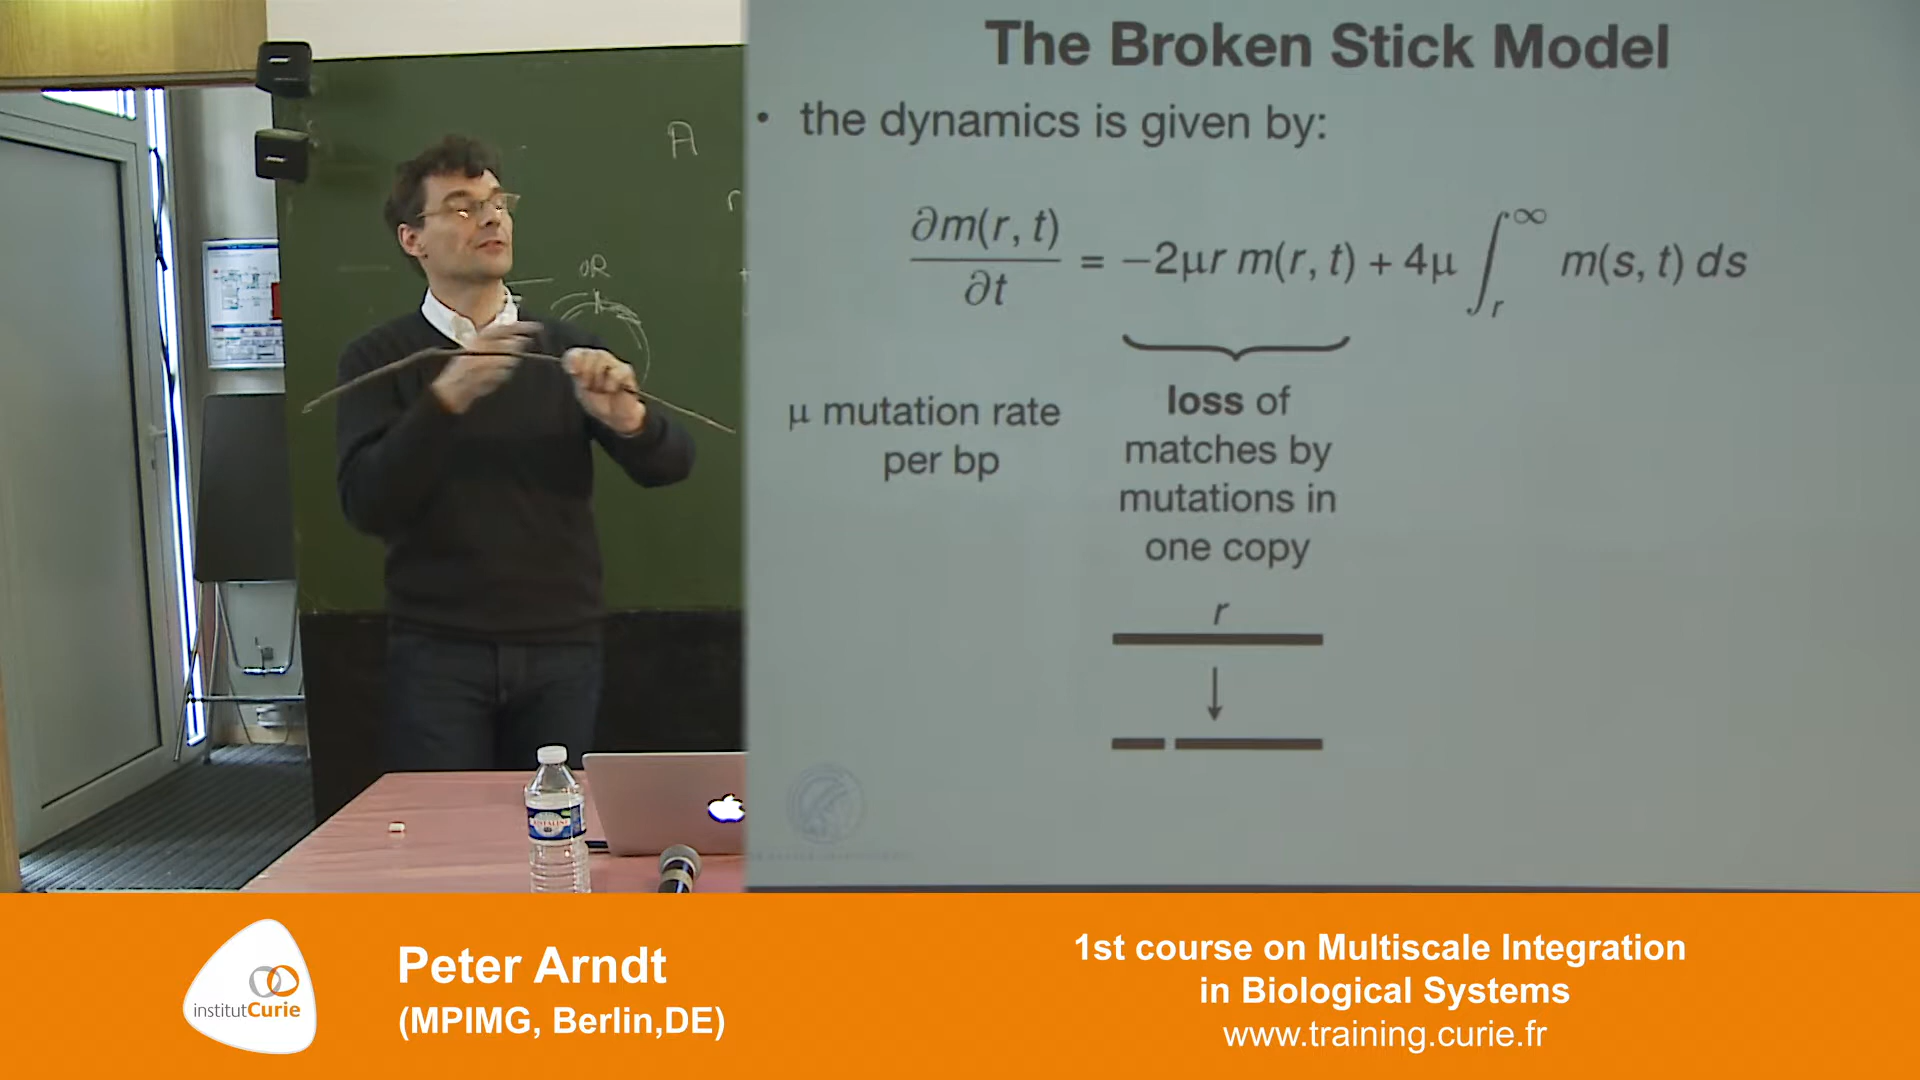 The Broken Stick Model
• the dynamics is given by:
∂m(r, t)
∂t
= −2μr m(r, t) + 4μ ∫_r^∞ m(s, t) ds
μ mutation rate
per bp
loss of
matches by
mutations in
one copy
r
A
OR
institutCurie
Peter Arndt
(MPIMG, Berlin,DE)
1st course on Multiscale Integration
in Biological Systems
www.training.curie.fr